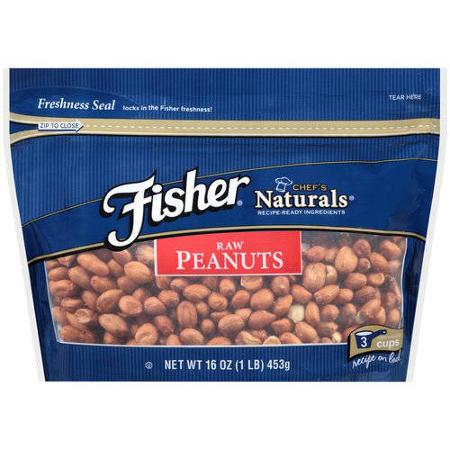 Freshness Seal locks in the Fisher freshness!
TEAR HERE
ZIP TO CLOSE
Fisher®
CHEF'S
Naturals®
RECIPE-READY INGREDIENTS
RAW
PEANUTS
3 cups
recipe on back
NET WT 16 OZ (1 LB) 453g